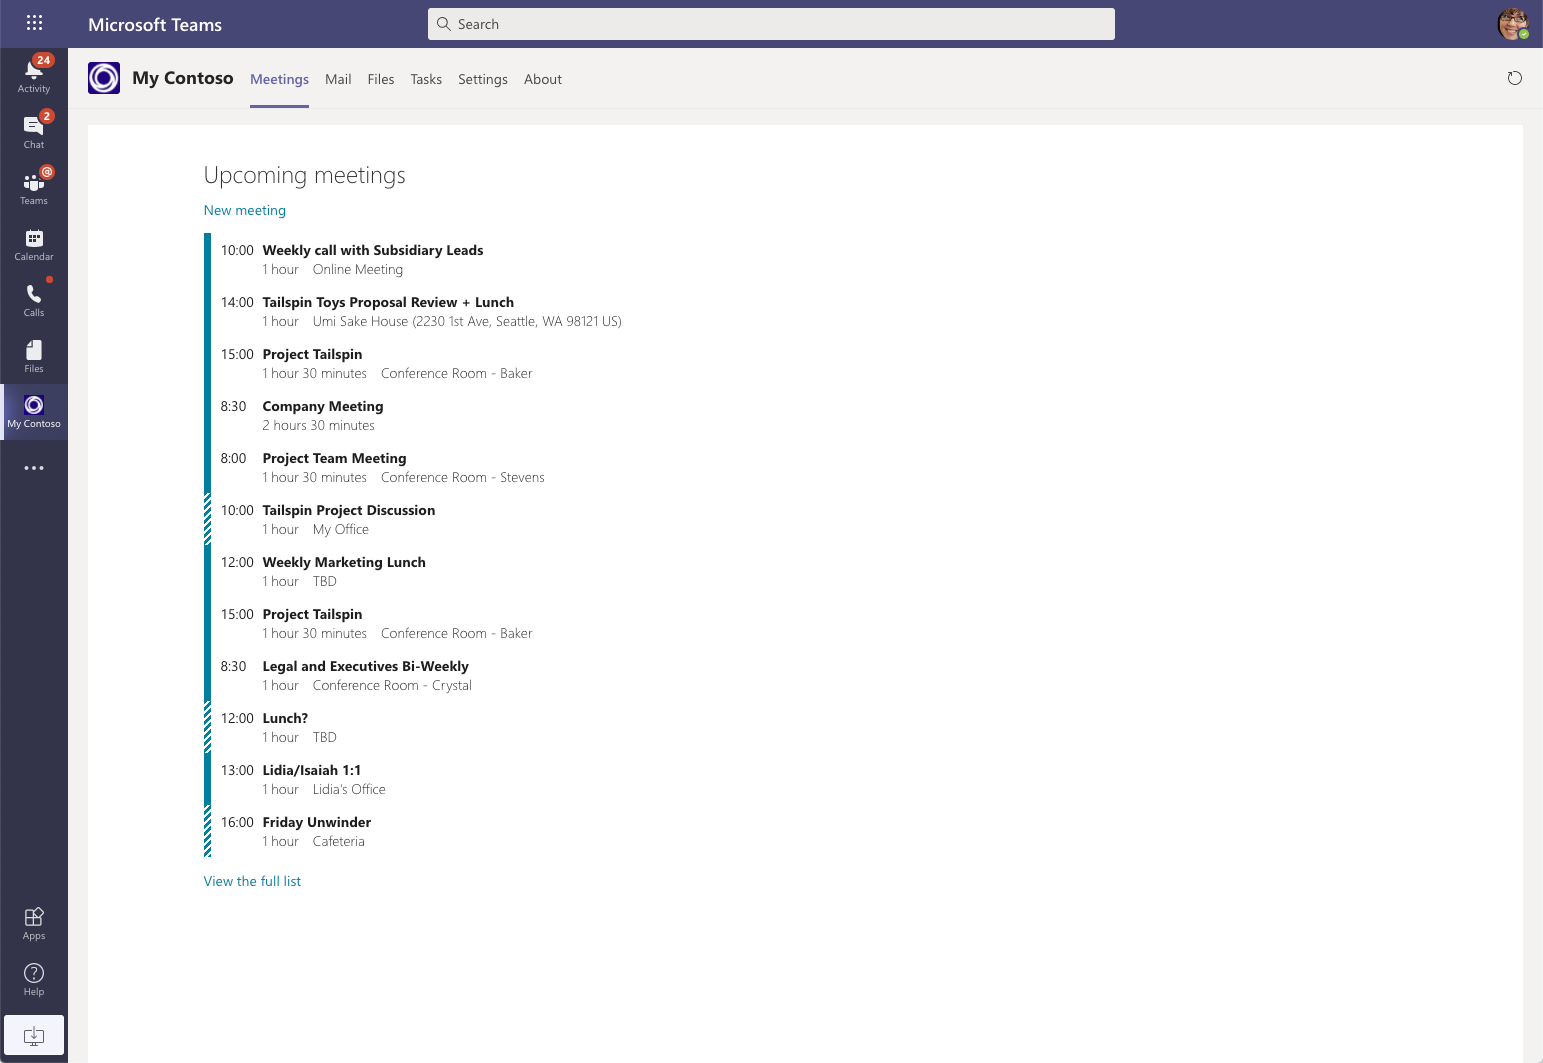 Microsoft Teams
Search
24
Activity
2
Chat
@
Teams
Calendar
Calls
Files
My Contoso
Apps
Help
My Contoso
Meetings Mail Files Tasks Settings About
Upcoming meetings
New meeting
10:00 Weekly call with Subsidiary Leads
1 hour Online Meeting
14:00 Tailspin Toys Proposal Review + Lunch
1 hour Umi Sake House (2230 1st Ave, Seattle, WA 98121 US)
15:00 Project Tailspin
1 hour 30 minutes Conference Room - Baker
8:30 Company Meeting
2 hours 30 minutes
8:00 Project Team Meeting
1 hour 30 minutes Conference Room - Stevens
10:00 Tailspin Project Discussion
1 hour My Office
12:00 Weekly Marketing Lunch
1 hour TBD
15:00 Project Tailspin
1 hour 30 minutes Conference Room - Baker
8:30 Legal and Executives Bi-Weekly
1 hour Conference Room - Crystal
12:00 Lunch?
1 hour TBD
13:00 Lidia/Isaiah 1:1
1 hour Lidia's Office
16:00 Friday Unwinder
1 hour Cafeteria
View the full list